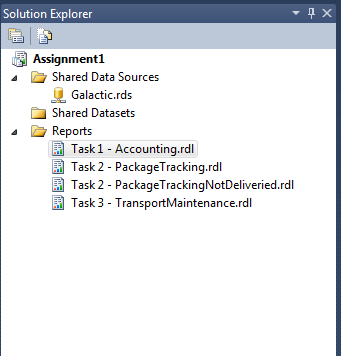 Solution Explorer
Assignment1
Shared Data Sources
Galactic.rds
Shared Datasets
Reports
Task 1 - Accounting.rdl
Task 2 - PackageTracking.rdl
Task 2 - PackageTrackingNotDeliveried.rdl
Task 3 - TransportMaintenance.rdl